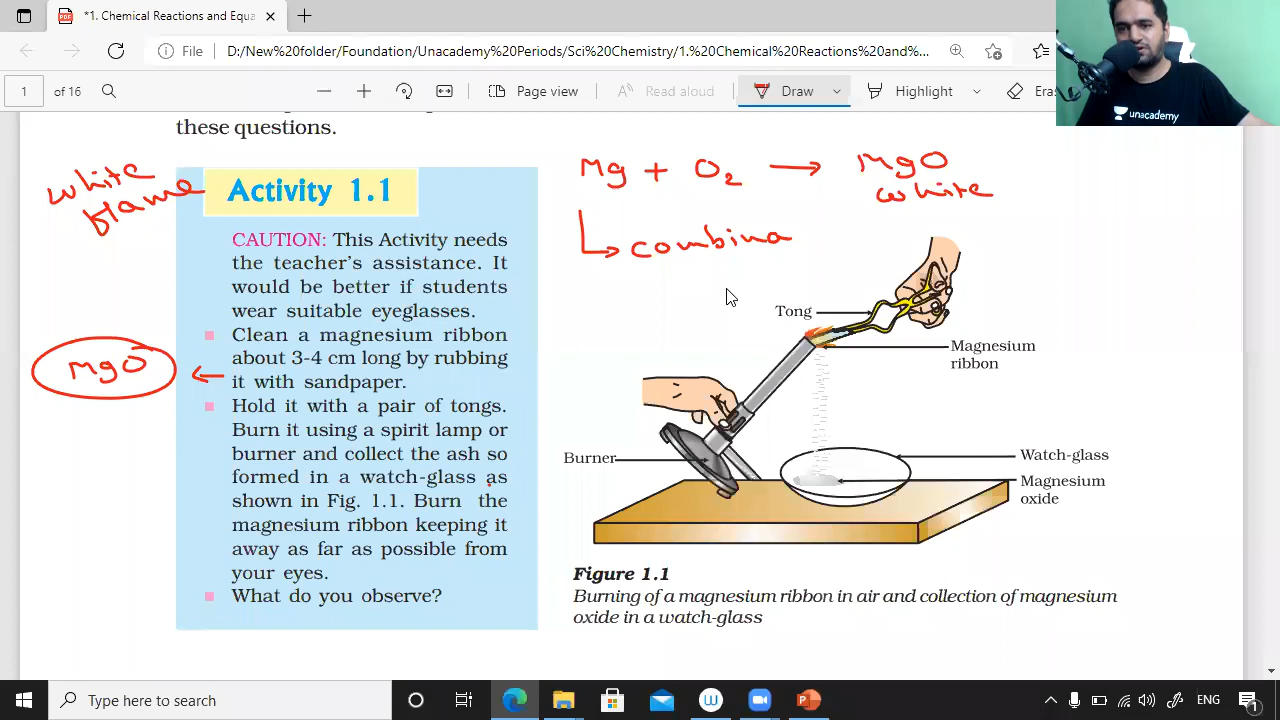 *1. Chemical Reactions and Equa
File
D:/New%20folder/Foundation/Unacademy%20Periods/Sci%20Chemistry/1.%20Chemical%20Reactions%20and%...
1
of 16
Page view
Read aloud
Draw
Highlight
Eras
unacademy
these questions.
white
blame
Activity 1.1
CAUTION: This Activity needs
the teacher's assistance. It
would be better if students
wear suitable eyeglasses.
Clean a magnesium ribbon
about 3-4 cm long by rubbing
it with sandpaper.
Hold it with a pair of tongs.
Burn it using a spirit lamp or
burner and collect the ash so
formed in a watch-glass as
shown in Fig. 1.1. Burn the
magnesium ribbon keeping it
away as far as possible from
your eyes.
What do you observe?
MgO
Mg + O₂ → MgO
white
combina
Tong
Magnesium
ribbon
Burner
Watch-glass
Magnesium
oxide
Figure 1.1
Burning of a magnesium ribbon in air and collection of magnesium
oxide in a watch-glass
Type here to search
ENG
1